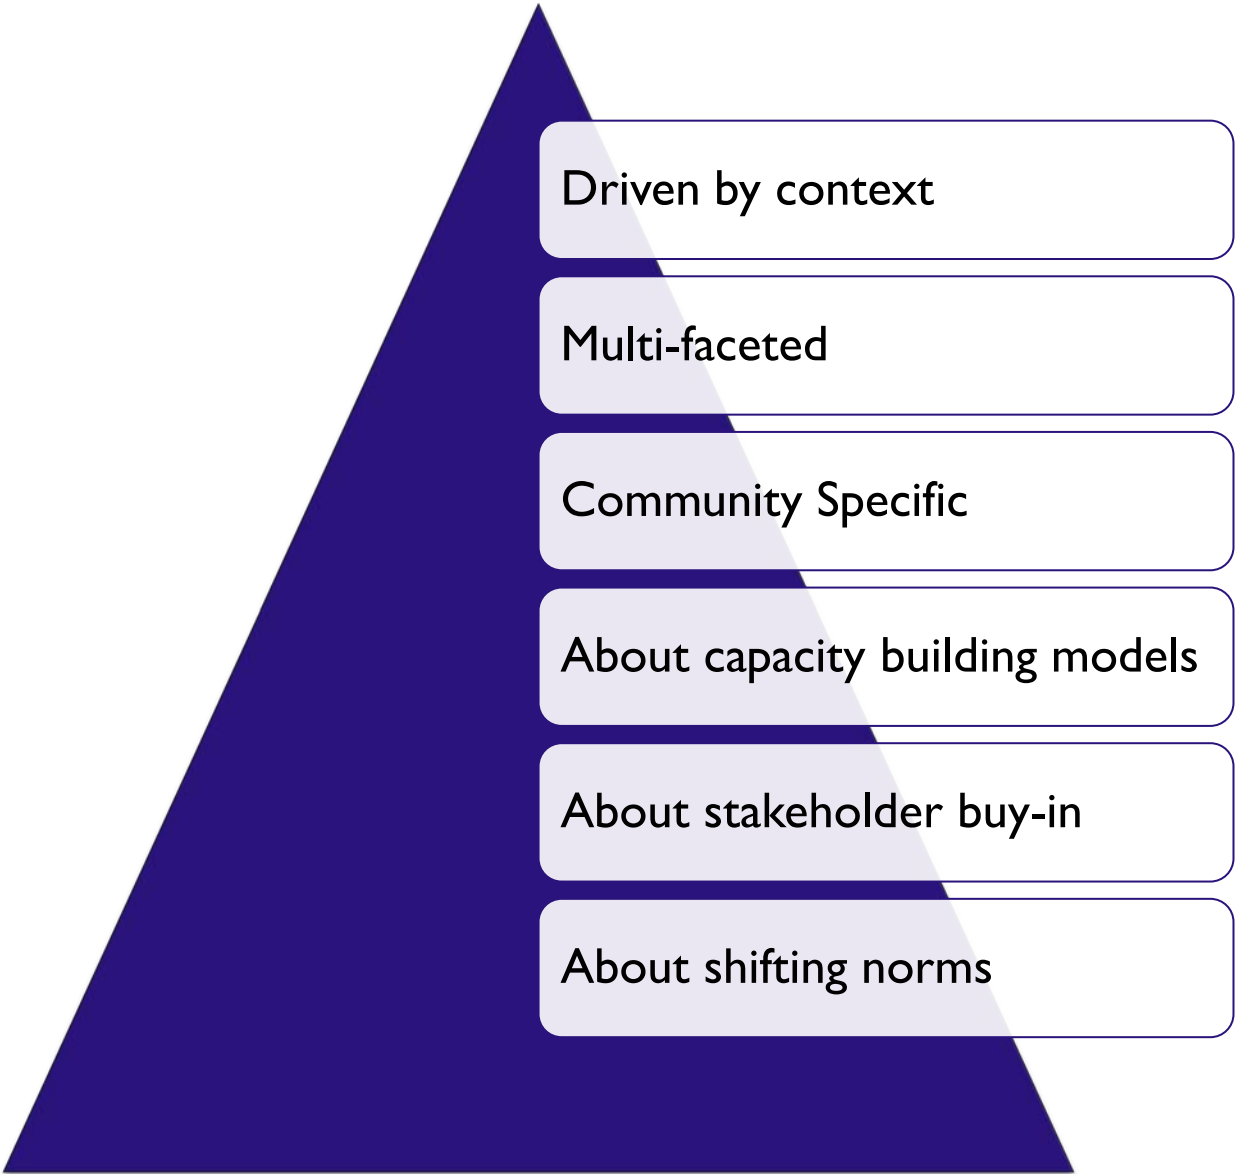 Driven by context
Multi-faceted
Community Specific
About capacity building models
About stakeholder buy-in
About shifting norms